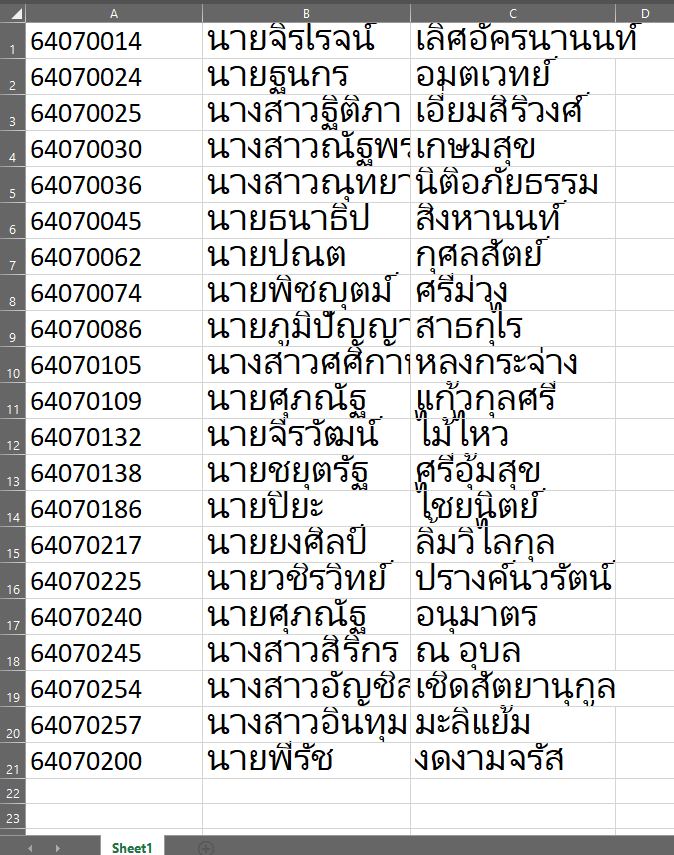 A B C D
1 64070014 นายจิรโรจน์ เลิศอัครนานนท์
2 64070024 นายฐนกร อมตเวทย์
3 64070025 นางสาวฐิติภา เอี่ยมสิริวงศ์
4 64070030 นางสาวณัฐพร เกษมสุข
5 64070036 นางสาวณุทยา นิติอภัยธรรม
6 64070045 นายธนาธิป สิงหานนท์
7 64070062 นายปณต กุศลสัตย์
8 64070074 นายพิชญุตม์ ศรีม่วง
9 64070086 นายภูมิปัญญา สาธกุไร
10 64070105 นางสาวศศิกา หลงกระจ่าง
11 64070109 นายศุภณัฐ แก้วกุลศรี
12 64070132 นายจิรวัฒน์ ไม้ไหว
13 64070138 นายชยุตรัฐ ศรีอุ้มสุข
14 64070186 นายปิยะ ไชยนิตย์
15 64070217 นายยงศิลป์ ลิ้มวิไลกุล
16 64070225 นายวชิรวิทย์ ปรางค์นวรัตน์
17 64070240 นายศุภณัฐ อนุมาตร
18 64070245 นางสาวสิริกร ณ อุบล
19 64070254 นางสาวอัญชิส เชิดสัตยานุกูล
20 64070257 นางสาวอินทุม มะลิแย้ม
21 64070200 นายพีรัช งดงามจรัส
22
23
Sheet1